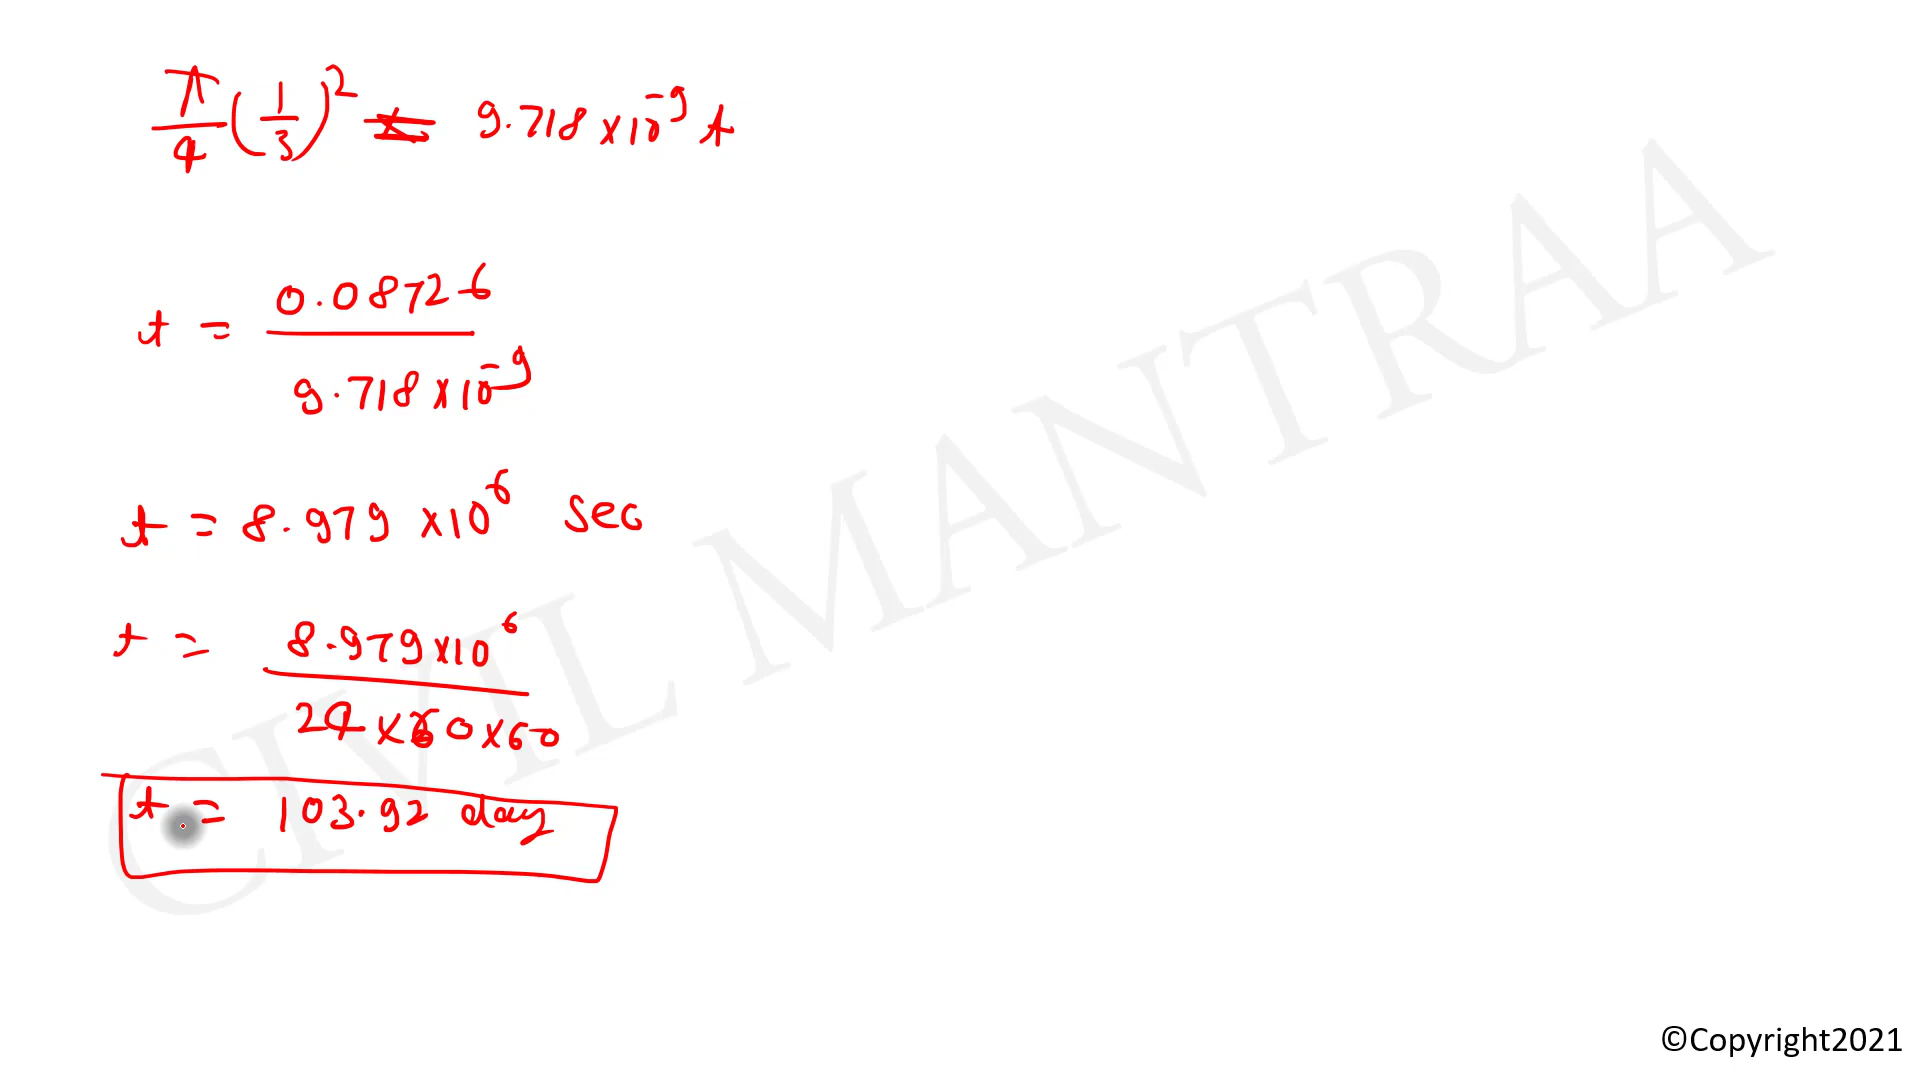 π/4 (1/3)² = 9.718 × 10⁻⁹ t
t = 0.08726 / 9.718 × 10⁻⁹
t = 8.979 × 10⁶ sec
t = 8.979 × 10⁶ / 24 × 60 × 60
t = 103.92 day
CIVIL MANTRAA
©Copyright2021